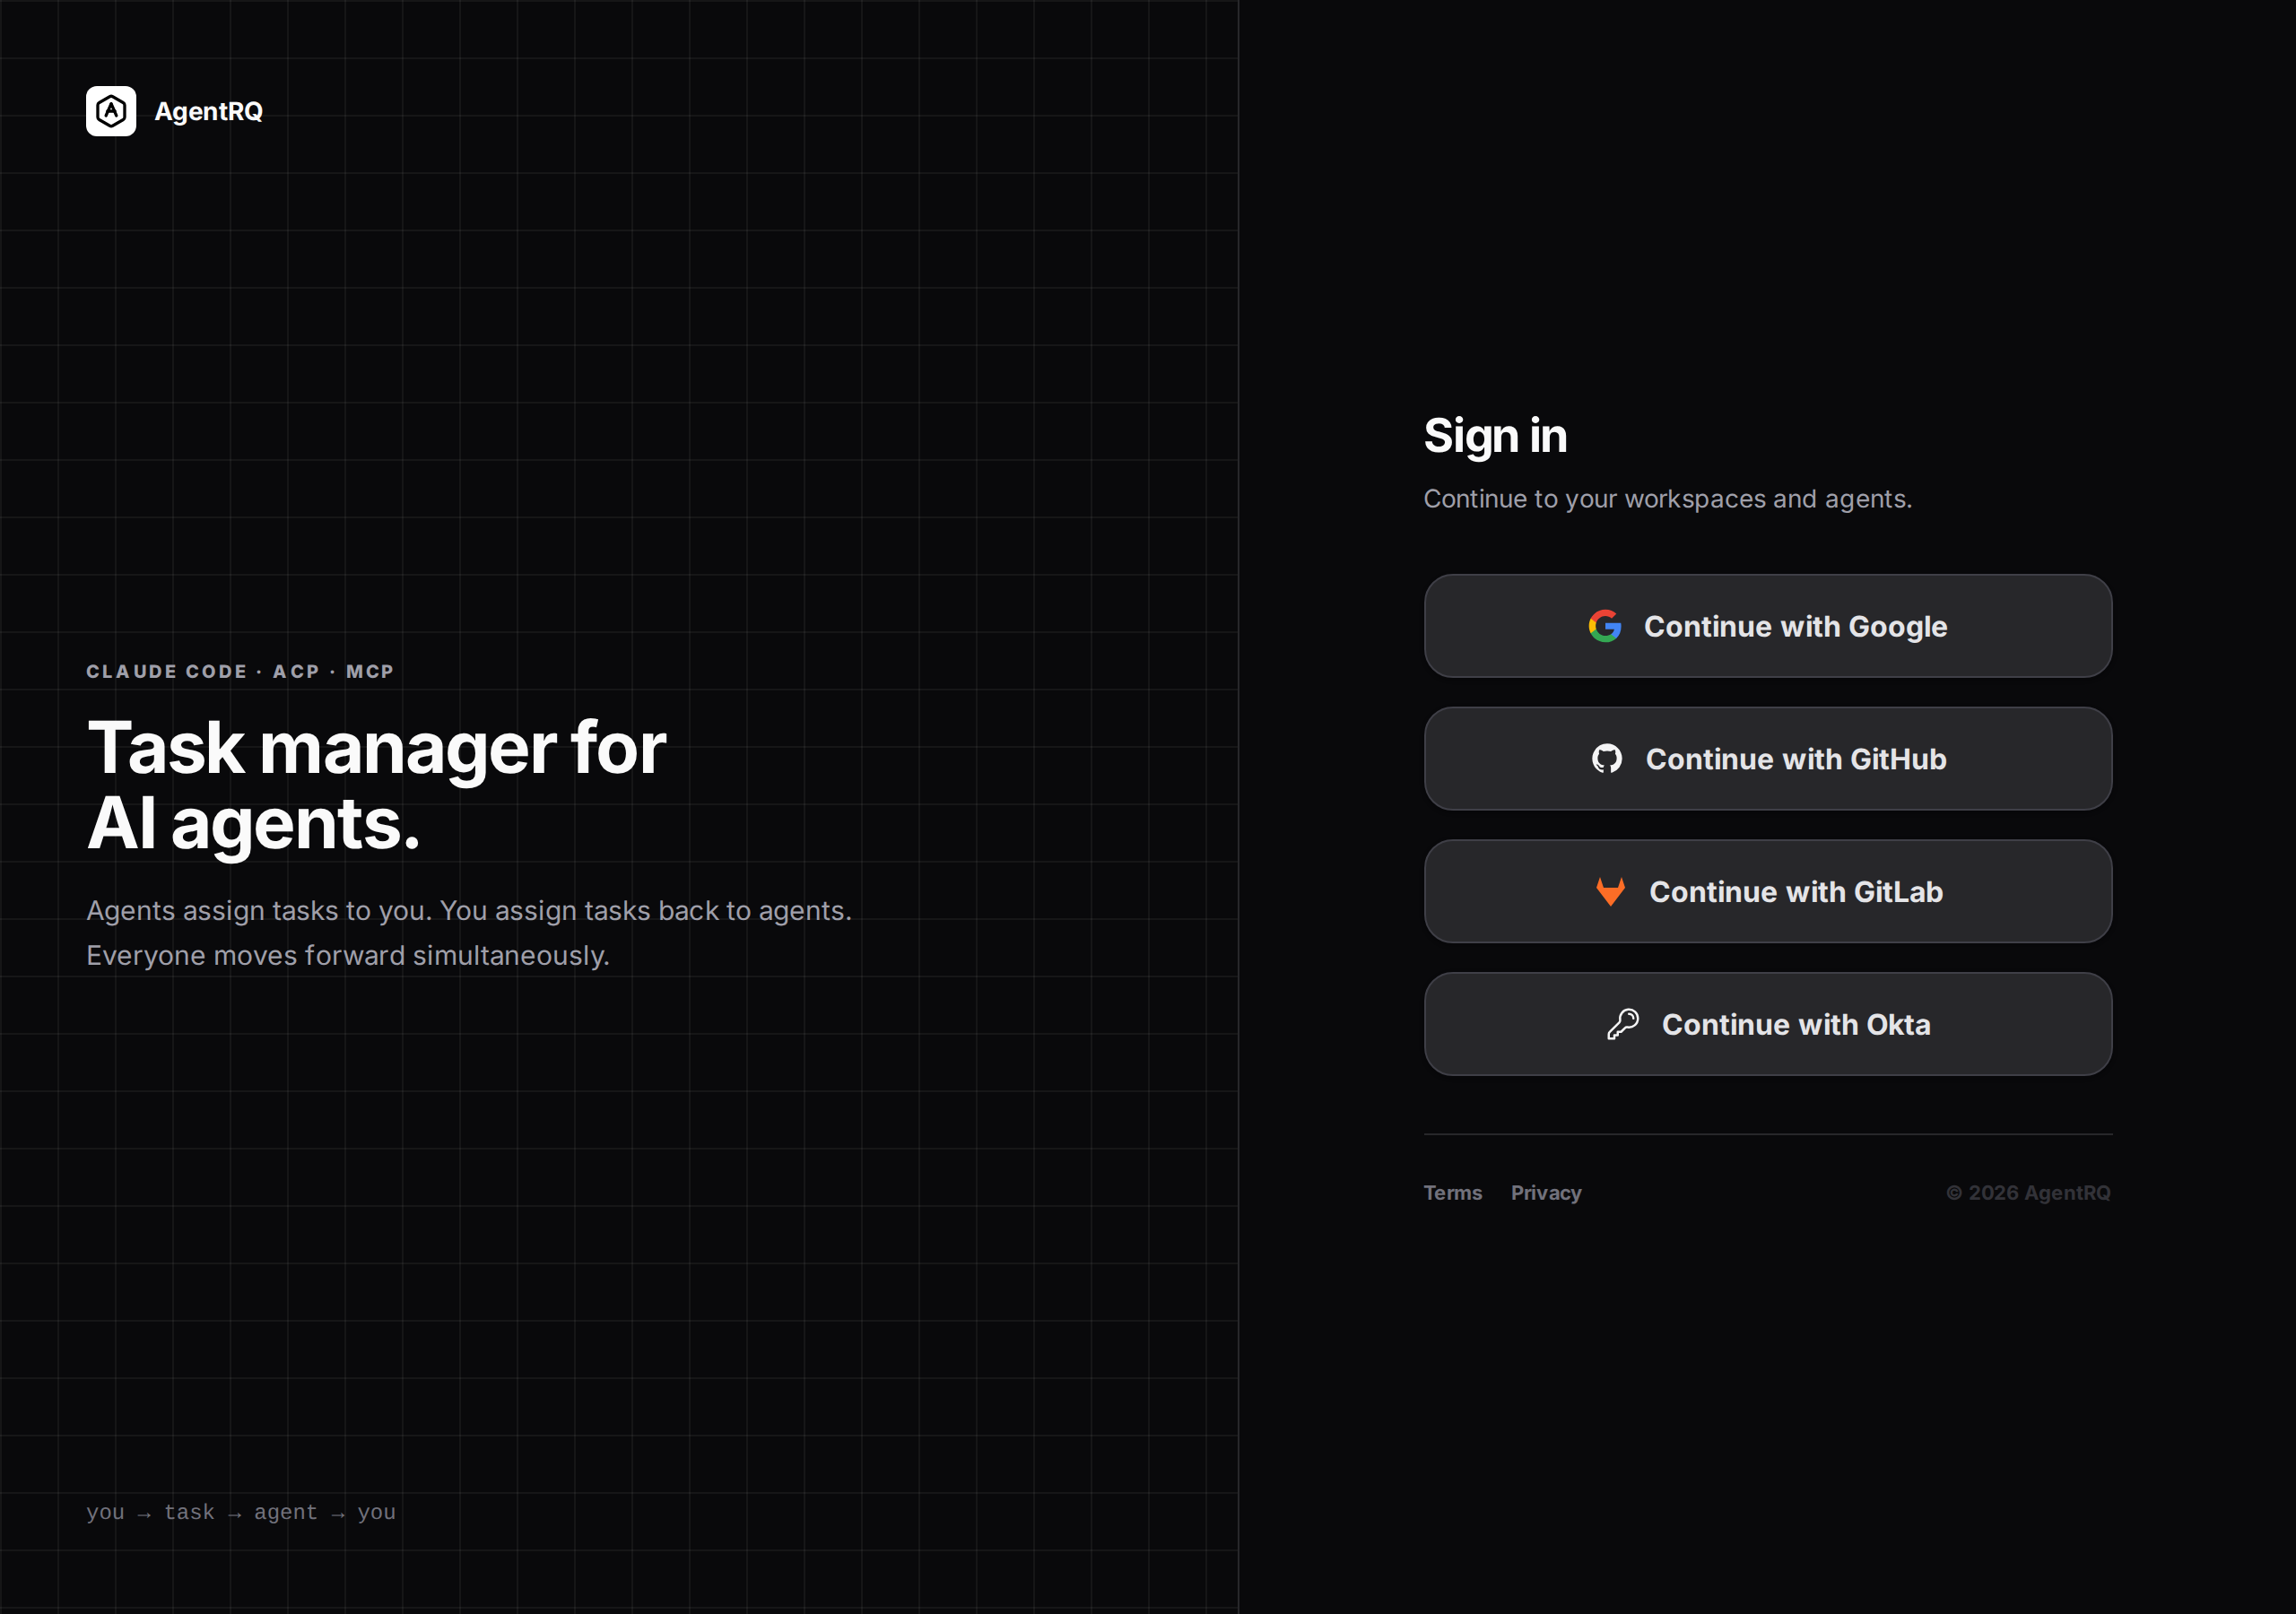 AgentRQ
CLAUDE CODE · ACP · MCP
Task manager for
AI agents.
Agents assign tasks to you. You assign tasks back to agents.
Everyone moves forward simultaneously.
you → task → agent → you
Sign in
Continue to your workspaces and agents.
Continue with Google
Continue with GitHub
Continue with GitLab
Continue with Okta
Terms Privacy © 2026 AgentRQ